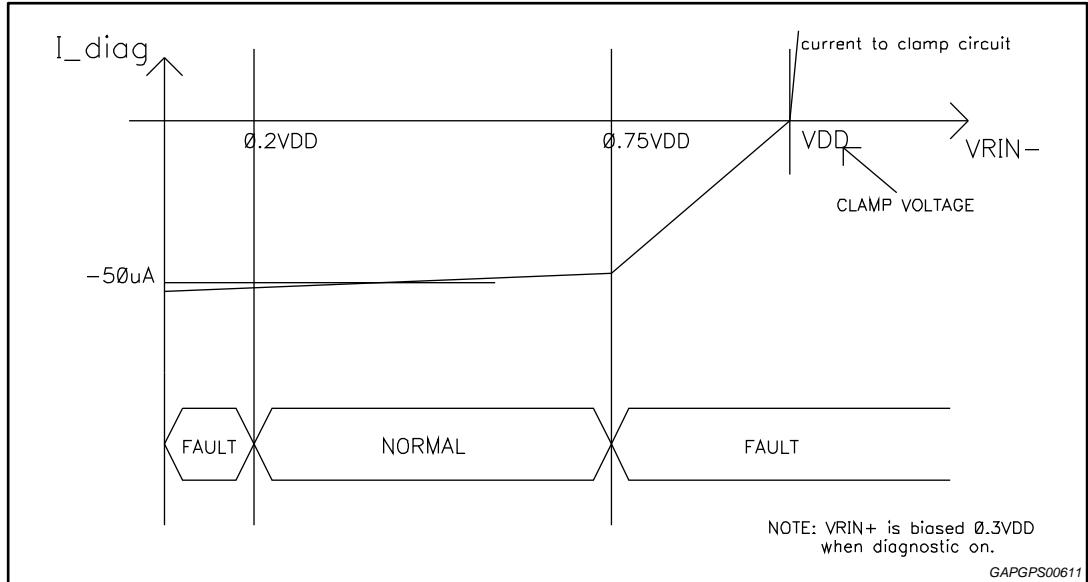 I_diag
current to clamp circuit
0.2VDD
0.75VDD
VDD
VRIN-
CLAMP VOLTAGE
-50uA
FAULT
NORMAL
FAULT
NOTE: VRIN+ is biased 0.3VDD
when diagnostic on.
GAPGPS00611